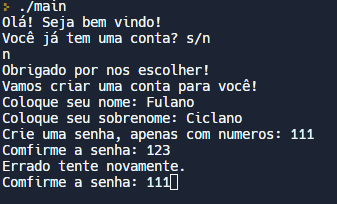 ./main
Olá! Seja bem vindo!
Você já tem uma conta? s/n
n
Obrigado por nos escolher!
Vamos criar uma conta para você!
Coloque seu nome: Fulano
Coloque seu sobrenome: Ciclano
Crie uma senha, apenas com numeros: 111
Comfirme a senha: 123
Errado tente novamente.
Comfirme a senha: 111